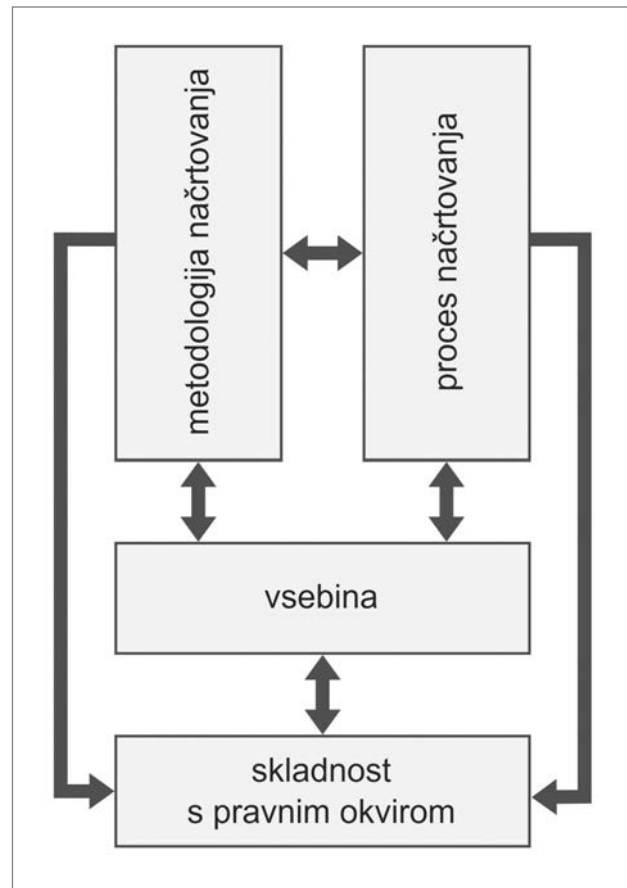 metodologija načrtovanja
proces načrtovanja
vsebina
skladnost
s pravnim okvirom